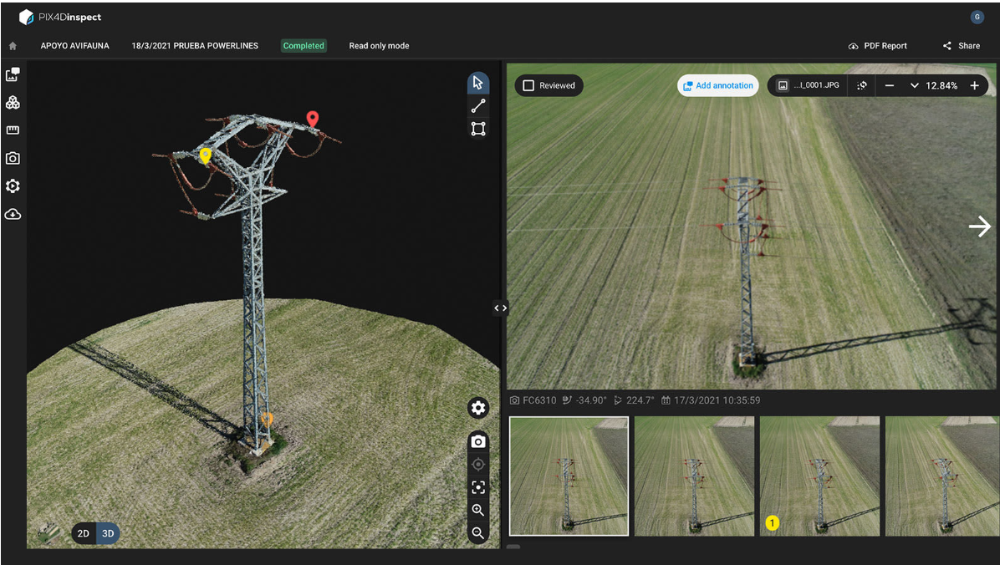 PIX4Dinspect
G
APOYO AVIFAUNA
18/3/2021 PRUEBA POWERLINES
Completed
Read only mode
PDF Report
Share
Reviewed
Add annotation
...I_0001.JPG
12.84%
FC6310
-34.90°
224.7°
17/3/2021 10:35:59
1
2D
3D